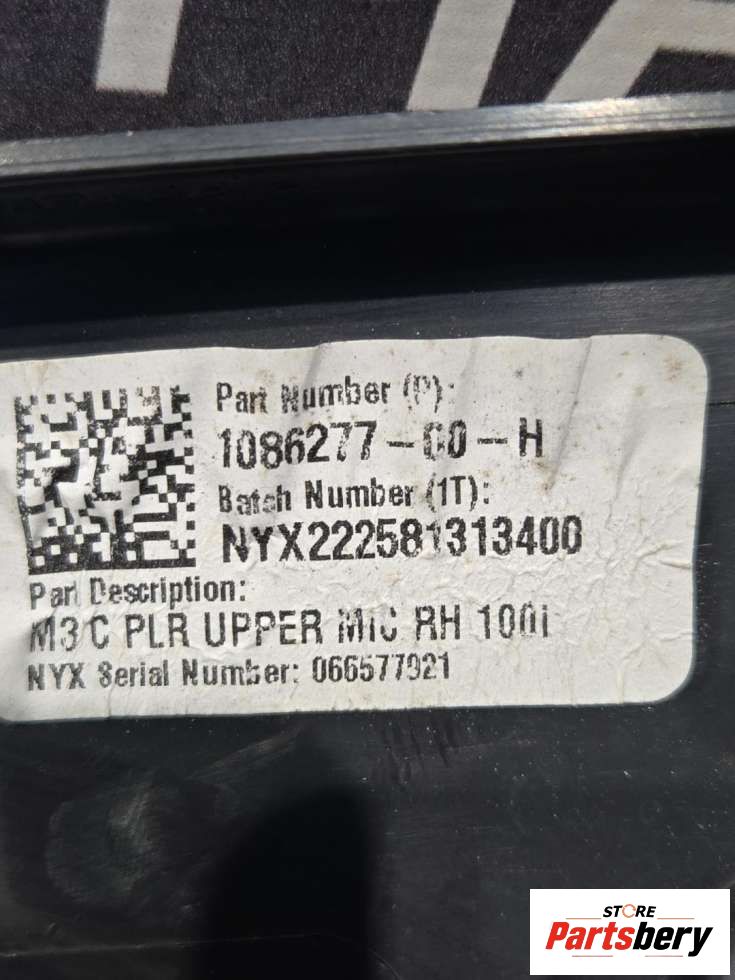 Part Number (P):
1086277-00-H
Batch Number (1T):
NYX222581313400
Part Description:
M3 C PLR UPPER MIC RH 100i
NYX Serial Number: 066577921
STORE
Partsbery